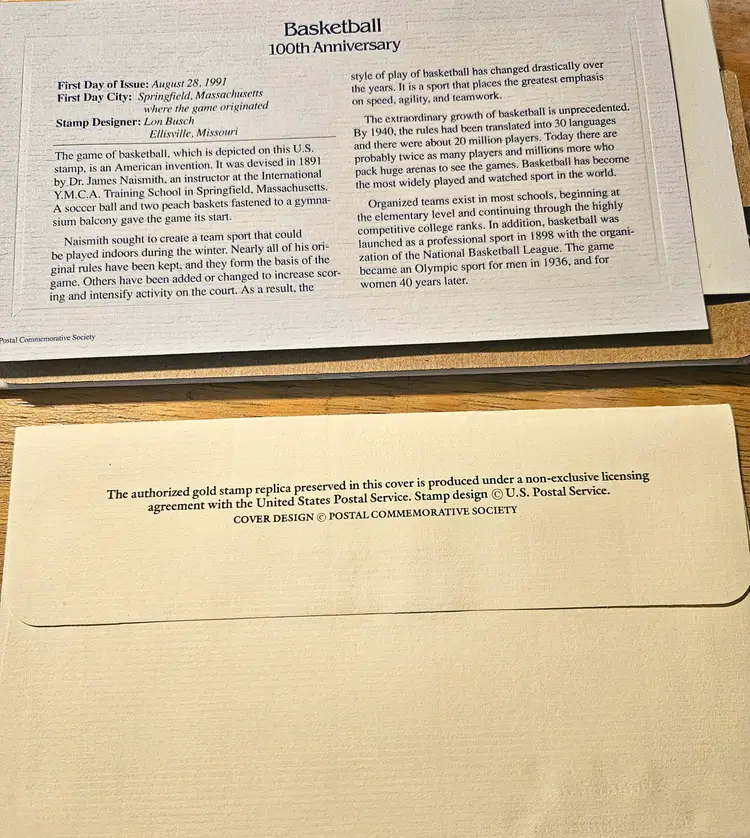 Basketball
100th Anniversary
First Day of Issue: August 28, 1991
First Day City: Springfield, Massachusetts
where the game originated
Stamp Designer: Lon Busch
Ellisville, Missouri
The game of basketball, which is depicted on this U.S.
stamp, is an American invention. It was devised in 1891
by Dr. James Naismith, an instructor at the International
Y.M.C.A. Training School in Springfield, Massachusetts.
A soccer ball and two peach baskets fastened to a gymna-
sium balcony gave the game its start.
Naismith sought to create a team sport that could
be played indoors during the winter. Nearly all of his ori-
ginal rules have been kept, and they form the basis of the
game. Others have been added or changed to increase scor-
ing and intensify activity on the court. As a result, the
style of play of basketball has changed drastically over
the years. It is a sport that places the greatest emphasis
on speed, agility, and teamwork.
The extraordinary growth of basketball is unprecedented.
By 1940, the rules had been translated into 30 languages
and there were about 20 million players. Today there are
probably twice as many players and millions more who
pack huge arenas to see the games. Basketball has become
the most widely played and watched sport in the world.
Organized teams exist in most schools, beginning at
the elementary level and continuing through the highly
competitive college ranks. In addition, basketball was
launched as a professional sport in 1898 with the organi-
zation of the National Basketball League. The game
became an Olympic sport for men in 1936, and for
women 40 years later.
Postal Commemorative Society
The authorized gold stamp replica preserved in this cover is produced under a non-exclusive licensing
agreement with the United States Postal Service. Stamp design © U.S. Postal Service.
COVER DESIGN © POSTAL COMMEMORATIVE SOCIETY